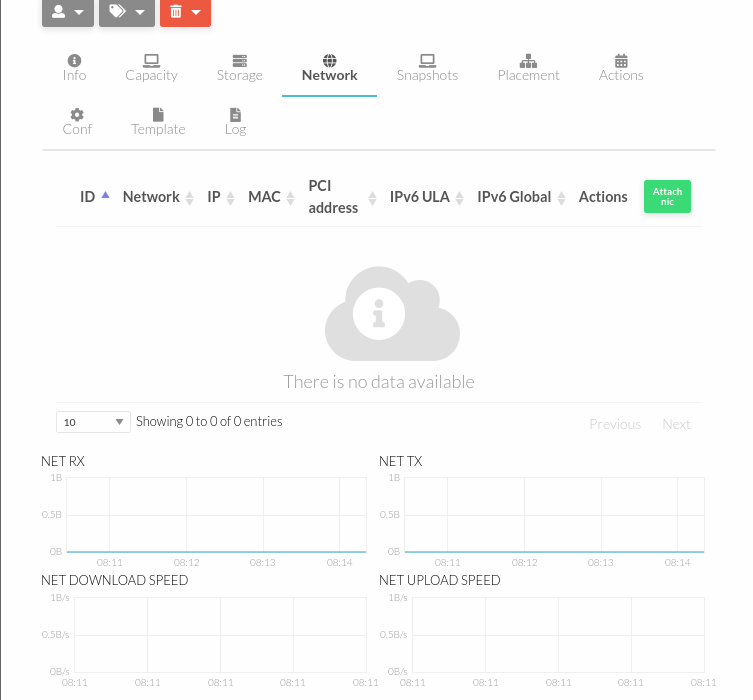 Info Capacity Storage Network Snapshots Placement Actions
Conf Template Log
ID Network IP MAC PCI address IPv6 ULA IPv6 Global Actions Attach nic
There is no data available
10 Showing 0 to 0 of 0 entries Previous Next
NET RX NET TX
1B 1B
0.5B 0.5B
0B 0B
08:11 08:12 08:13 08:14 08:11 08:12 08:13 08:14
NET DOWNLOAD SPEED NET UPLOAD SPEED
1B/s 1B/s
0.5B/s 0.5B/s
0B/s 0B/s
08:11 08:11 08:11 08:11 08:11 08:11 08:11 08:11 08:11 08:11